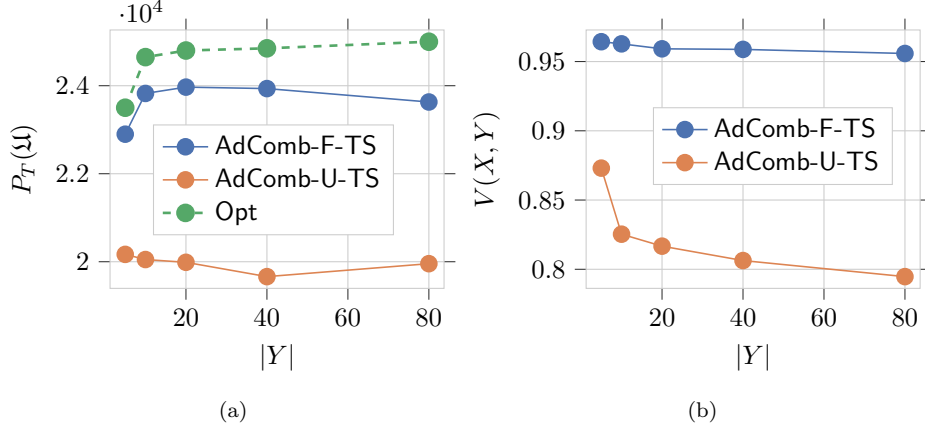 ·10⁴
2.4
2.2
2
P_T(𝔘)
AdComb-F-TS
AdComb-U-TS
Opt
20 40 60 80
|Y|
(a)
0.95
0.9
0.85
0.8
V(X, Y)
AdComb-F-TS
AdComb-U-TS
20 40 60 80
|Y|
(b)